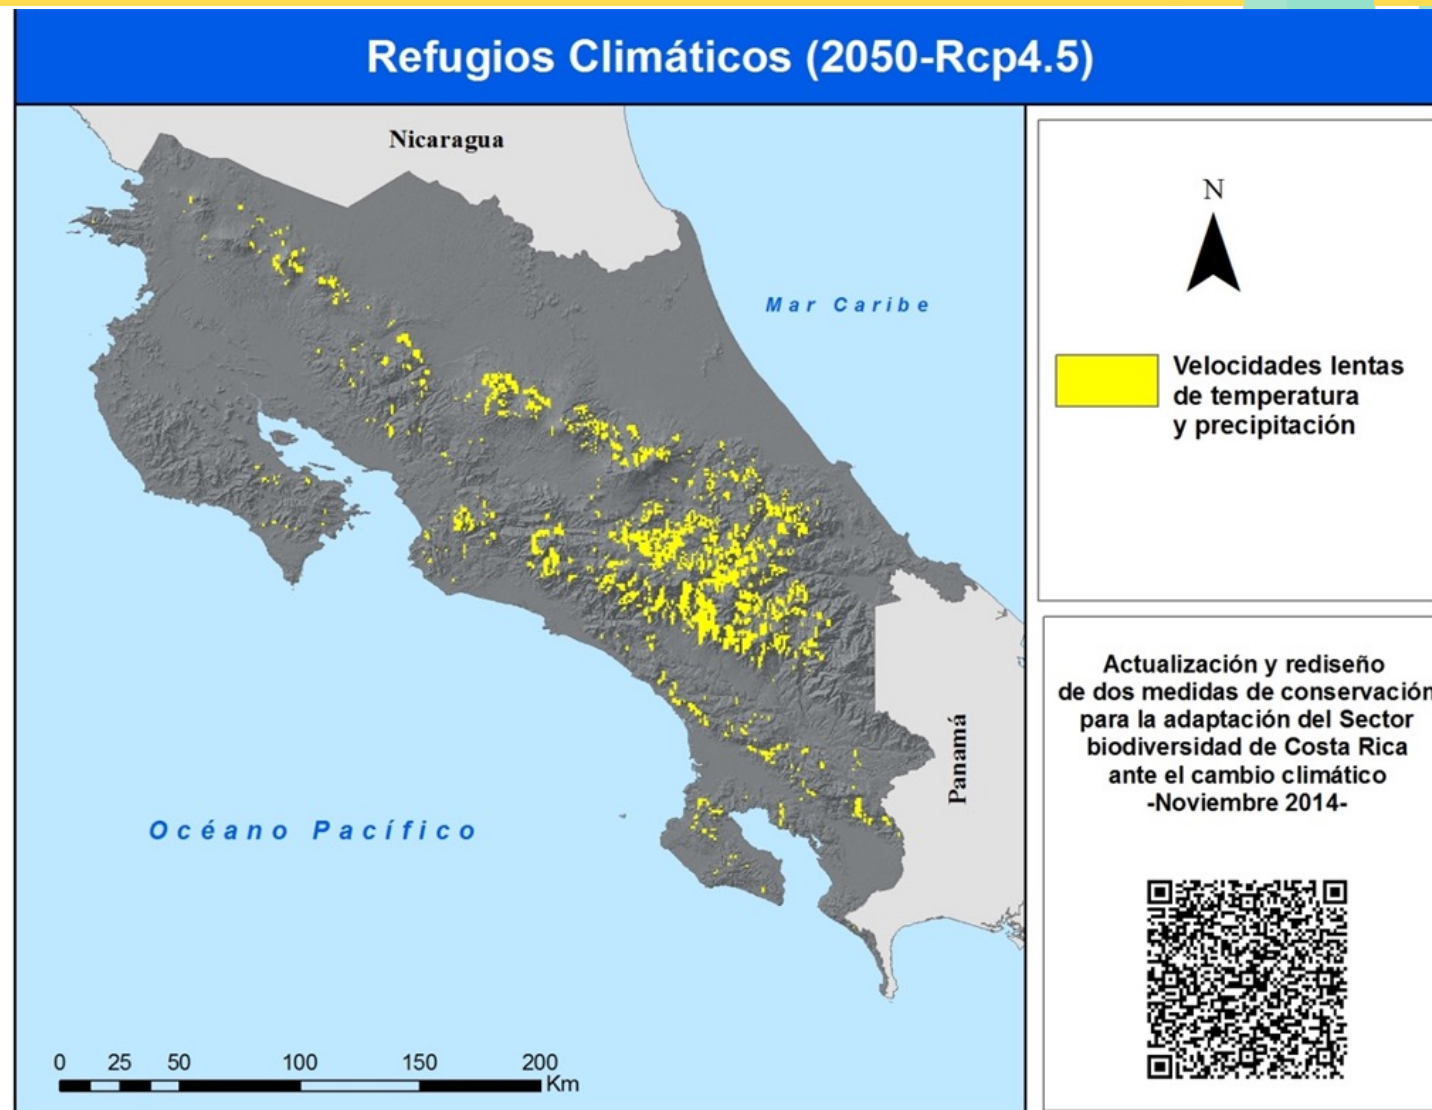 Refugios Climáticos (2050-Rcp4.5)
Nicaragua
N
Mar Caribe
Velocidades lentas
de temperatura
y precipitación
Actualización y rediseño
de dos medidas de conservación
para la adaptación del Sector
biodiversidad de Costa Rica
ante el cambio climático
-Noviembre 2014-
Panamá
Océano Pacífico
0 25 50 100 150 200
Km